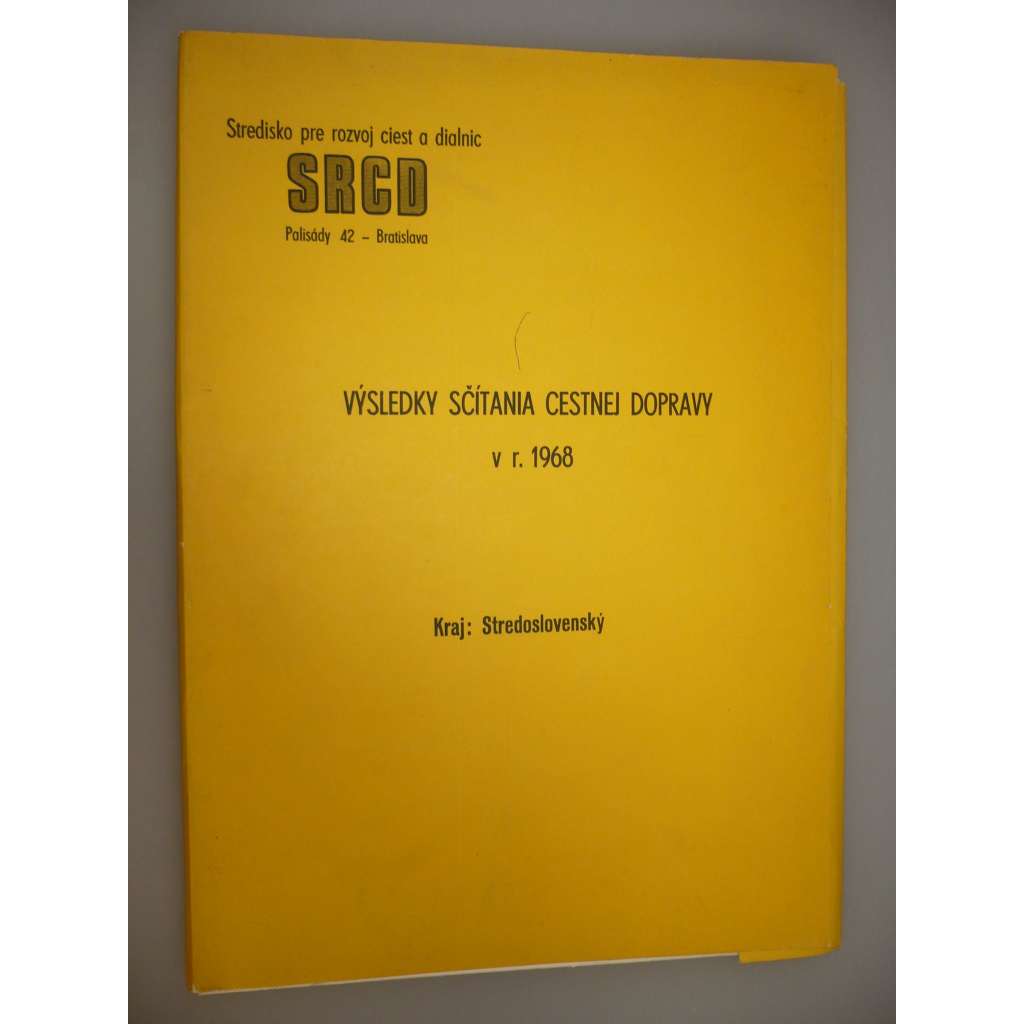 Stredisko pre rozvoj ciest a dialnic
SRCD
Palisády 42 – Bratislava
VÝSLEDKY SČÍTANIA CESTNEJ DOPRAVY
v r. 1968
Kraj: Stredoslovenský